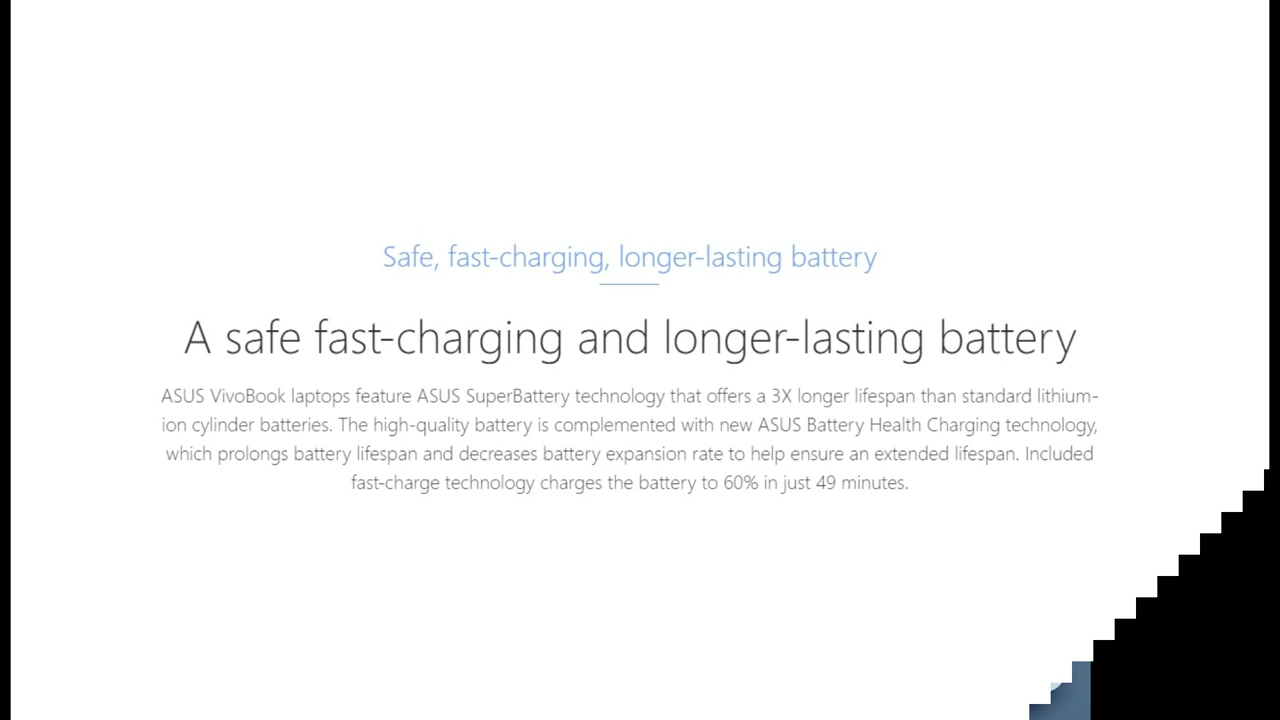 Safe, fast-charging, longer-lasting battery
A safe fast-charging and longer-lasting battery
ASUS VivoBook laptops feature ASUS SuperBattery technology that offers a 3X longer lifespan than standard lithium-
ion cylinder batteries. The high-quality battery is complemented with new ASUS Battery Health Charging technology,
which prolongs battery lifespan and decreases battery expansion rate to help ensure an extended lifespan. Included
fast-charge technology charges the battery to 60% in just 49 minutes.